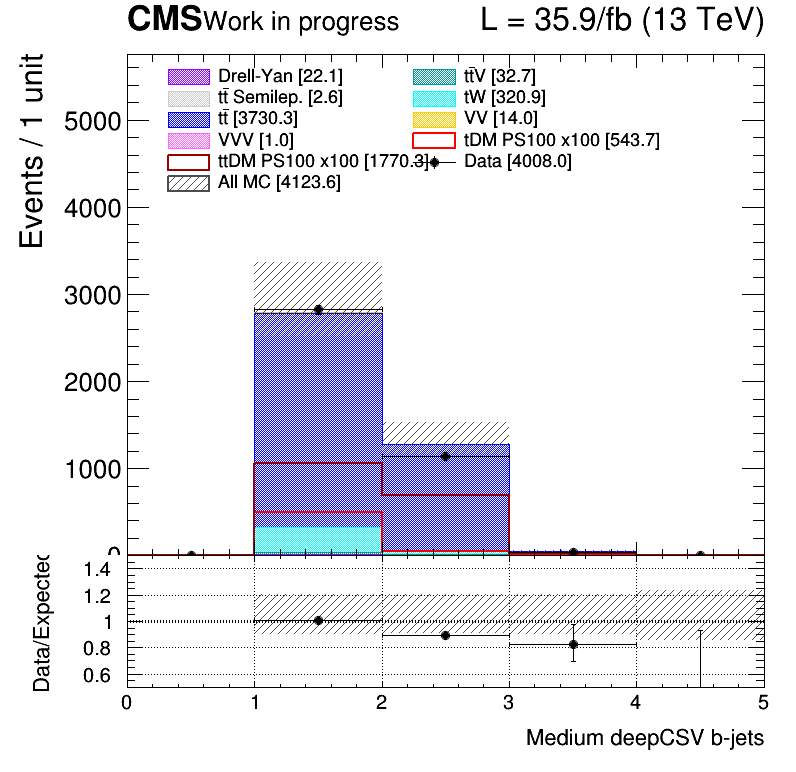 CMS Work in progress L = 35.9/fb (13 TeV)
Drell-Yan [22.1] tt̄V [32.7]
tt̄ Semilep. [2.6] tW [320.9]
tt̄ [3730.3] VV [14.0]
VVV [1.0] tDM PS100 x100 [543.7]
ttDM PS100 x100 [1770.3] Data [4008.0]
All MC [4123.6]
Events / 1 unit
5000
4000
3000
2000
1000
0
Data/Expected
1.4
1.2
1
0.8
0.6
0 1 2 3 4 5
Medium deepCSV b-jets